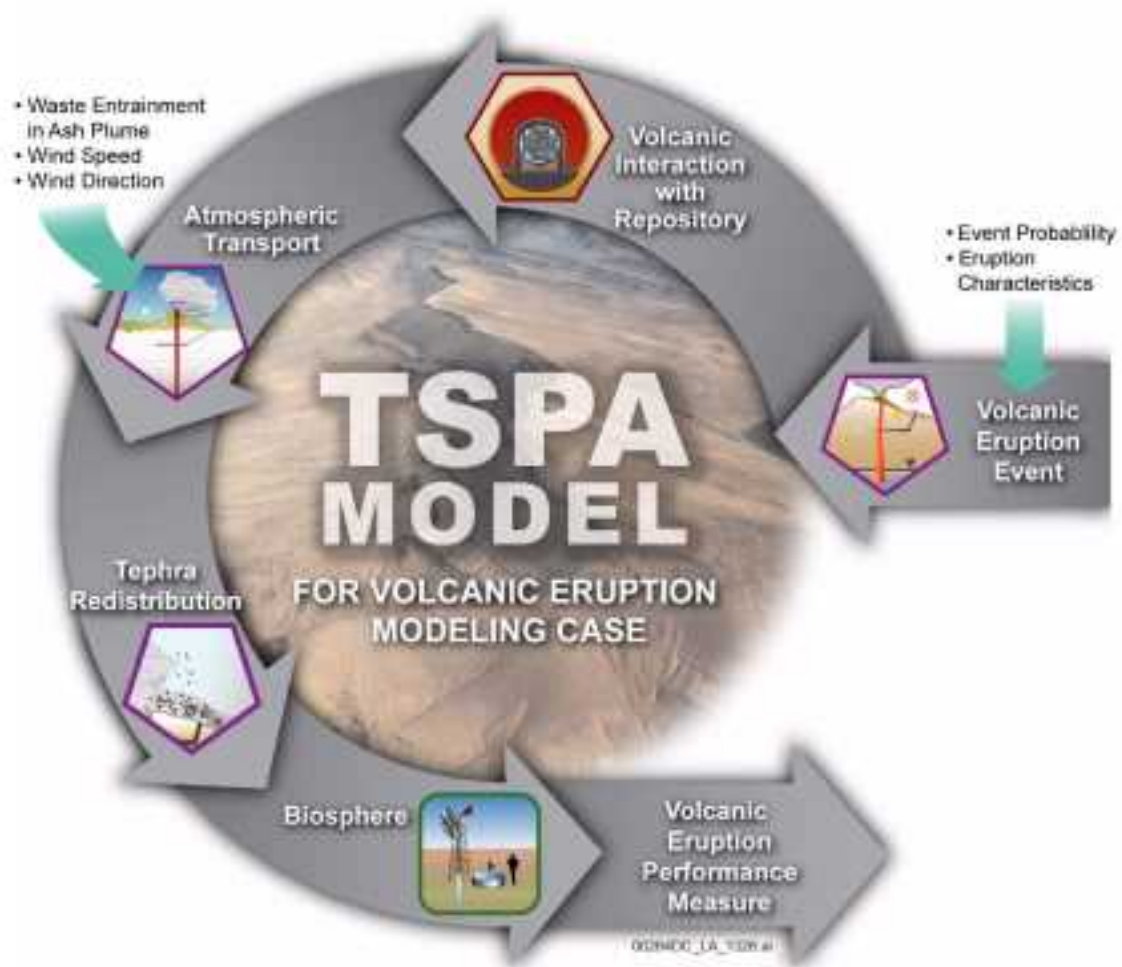 • Waste Entrainment
in Ash Plume
• Wind Speed
• Wind Direction
Volcanic
Interaction
with
Repository
Atmospheric
Transport
• Event Probability
• Eruption
Characteristics
Volcanic
Eruption
Event
TSPA
MODEL
FOR VOLCANIC ERUPTION
MODELING CASE
Tephra
Redistribution
Biosphere
Volcanic
Eruption
Performance
Measure